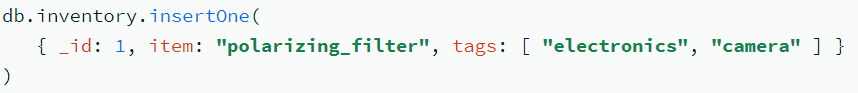 db.inventory.insertOne(
{ _id: 1, item: "polarizing_filter", tags: [ "electronics", "camera" ] }
)